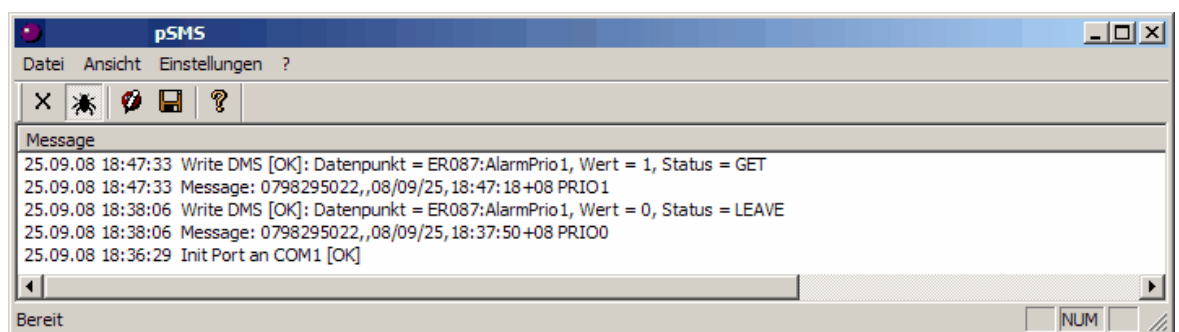 pSMS
Datei Ansicht Einstellungen ?
Message
25.09.08 18:47:33 Write DMS [OK]: Datenpunkt = ER087:AlarmPrio1, Wert = 1, Status = GET
25.09.08 18:47:33 Message: 0798295022,,08/09/25,18:47:18+08 PRIO1
25.09.08 18:38:06 Write DMS [OK]: Datenpunkt = ER087:AlarmPrio1, Wert = 0, Status = LEAVE
25.09.08 18:38:06 Message: 0798295022,,08/09/25,18:37:50+08 PRIO0
25.09.08 18:36:29 Init Port an COM1 [OK]
Bereit NUM